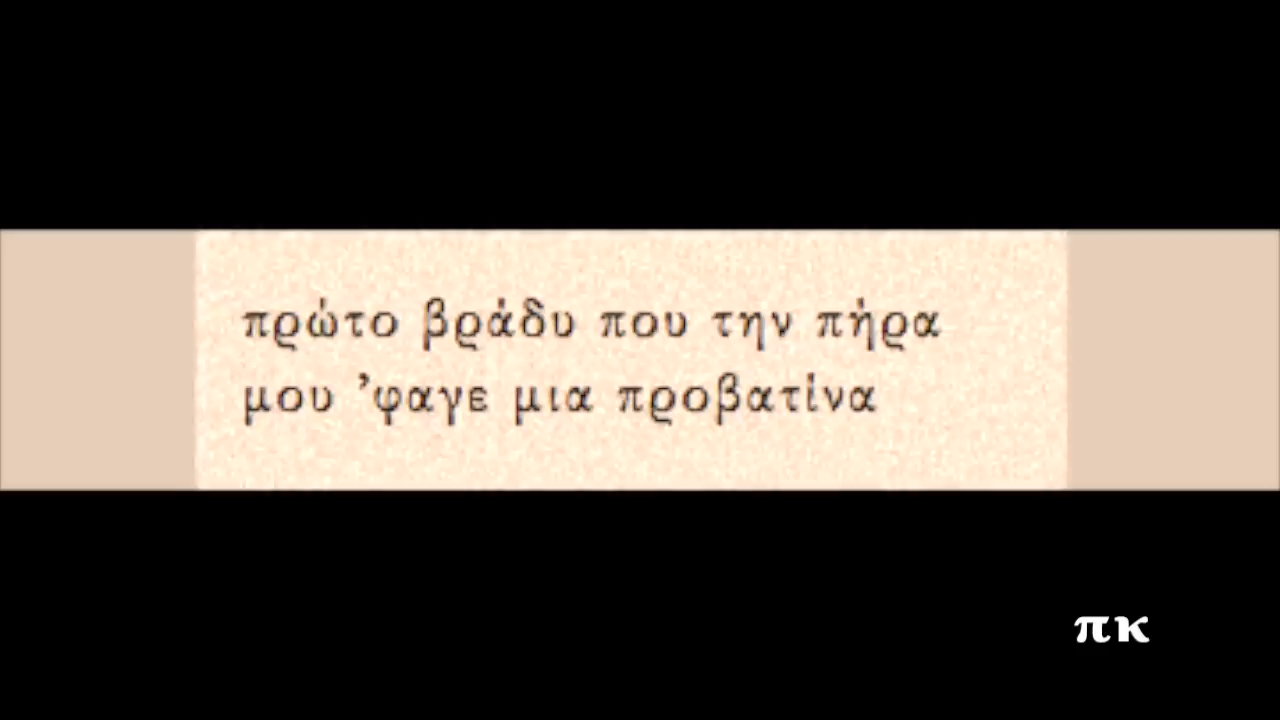 πρώτο βράδυ που την πήρα
μου ’φαγε μια προβατίνα
πκ